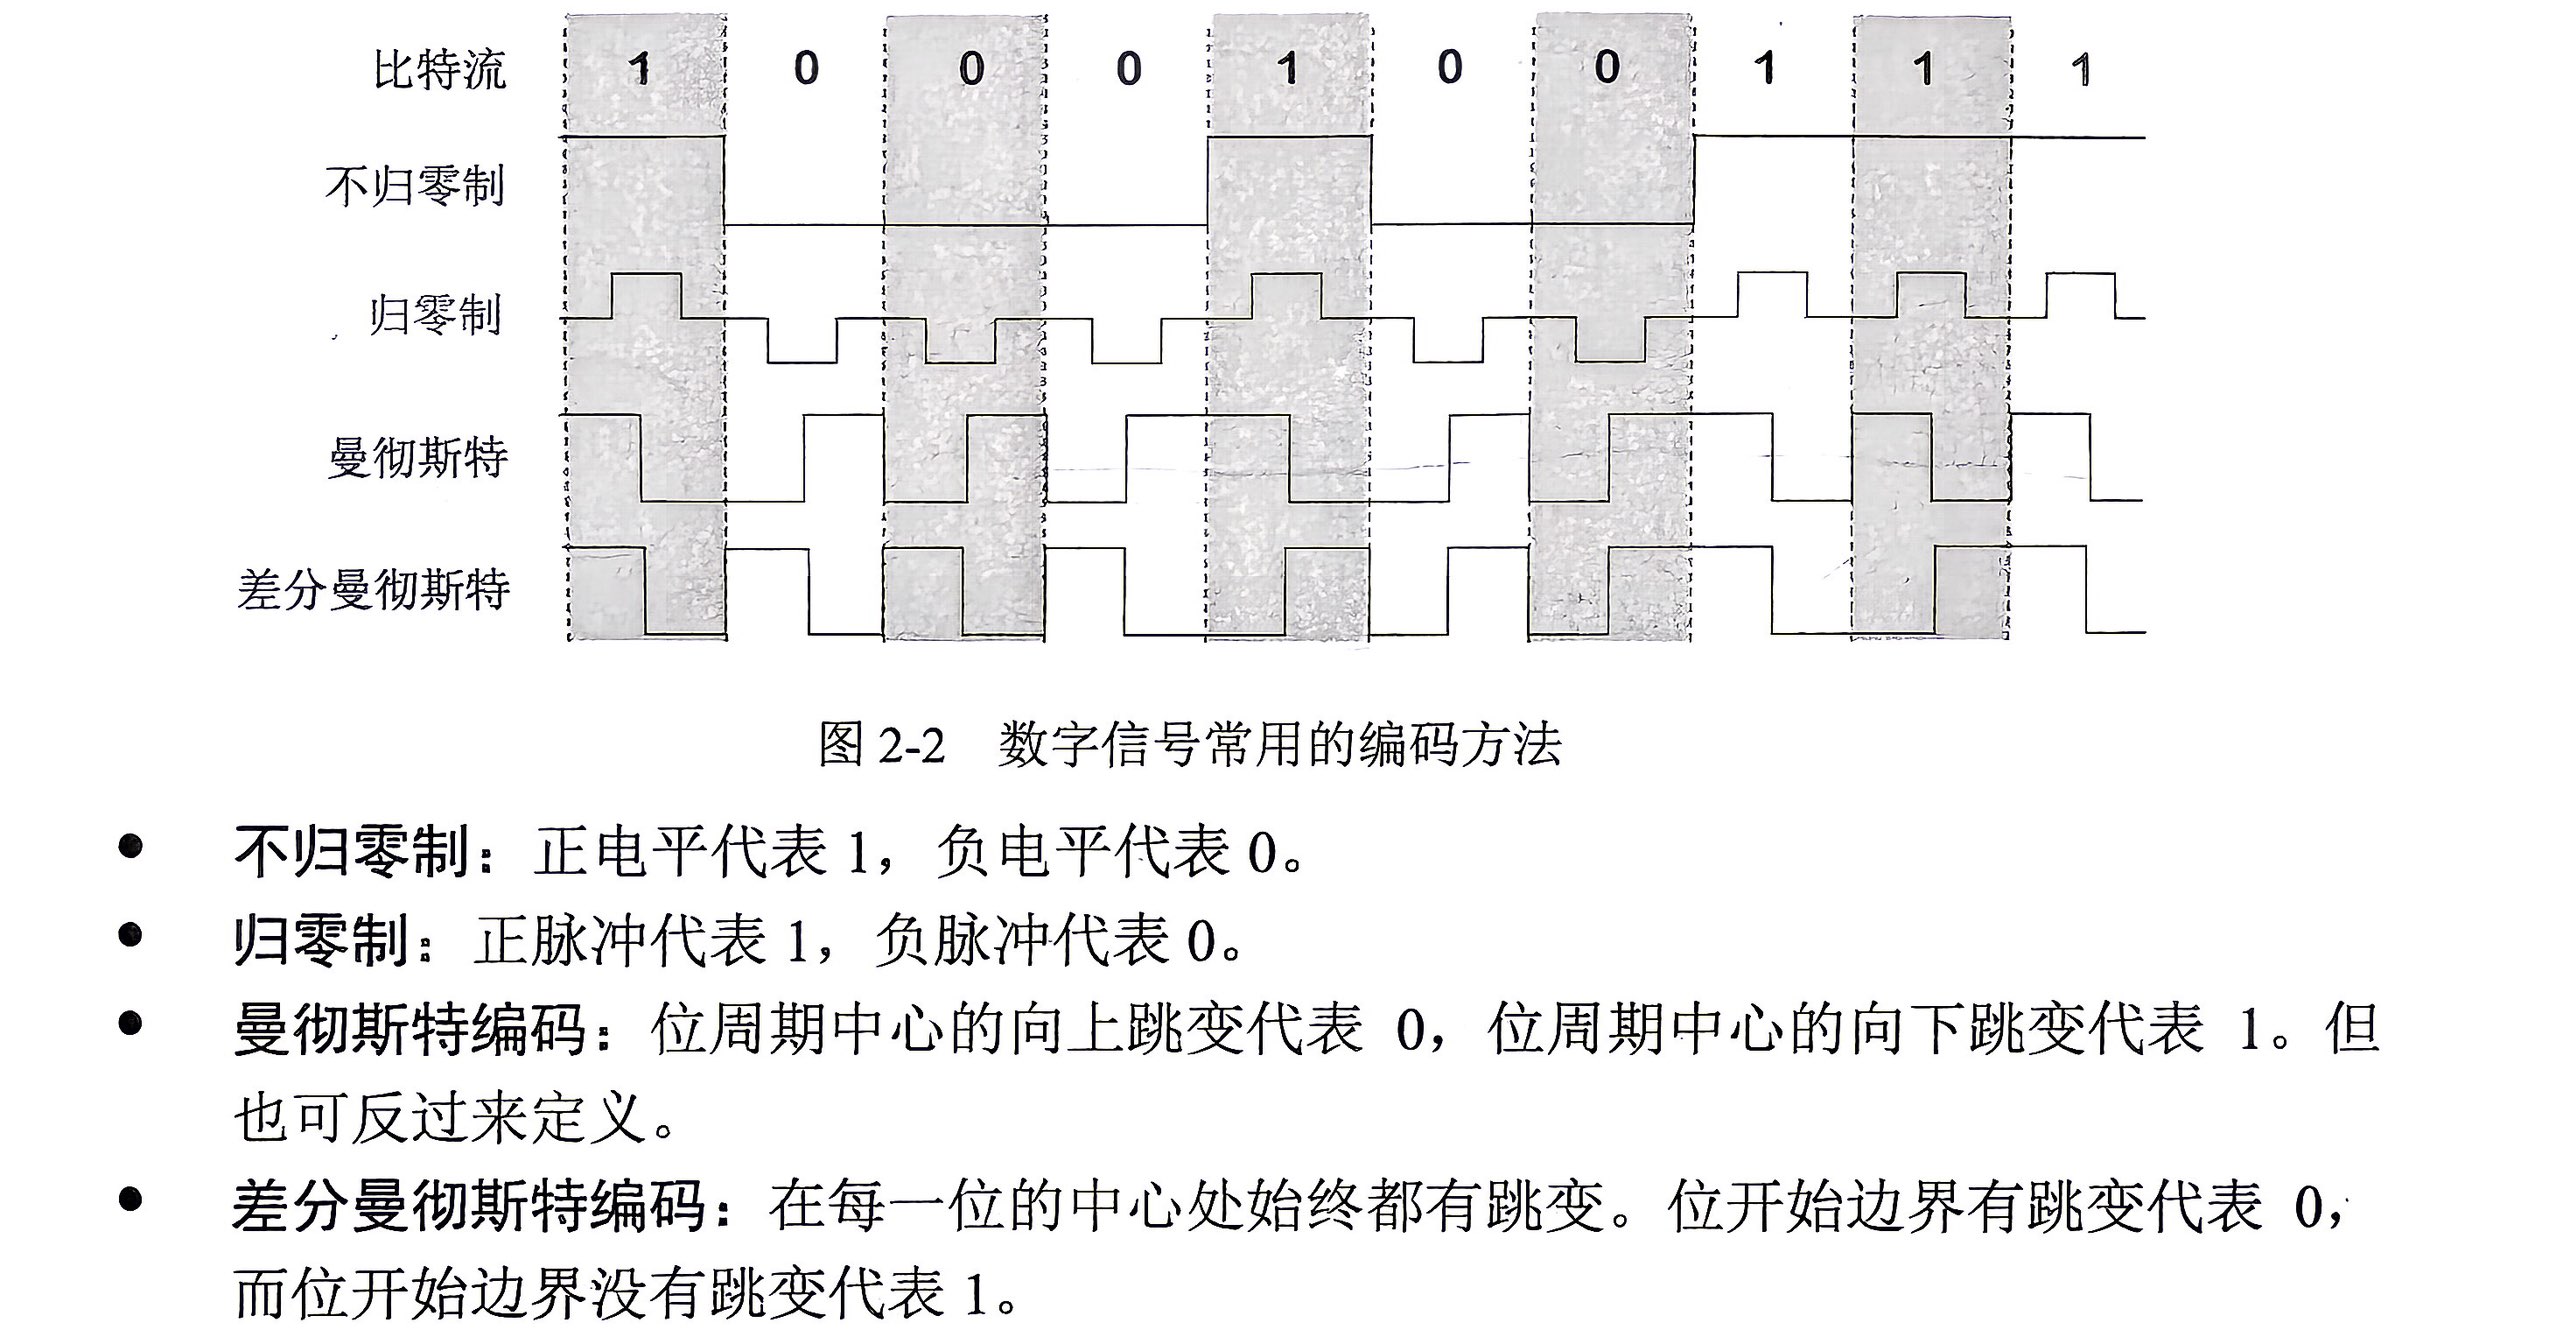 比特流 1 0 0 0 1 0 0 1 1 1
不归零制
归零制
曼彻斯特
差分曼彻斯特
图 2-2 数字信号常用的编码方法
● 不归零制：正电平代表 1，负电平代表 0。
● 归零制：正脉冲代表 1，负脉冲代表 0。
● 曼彻斯特编码：位周期中心的向上跳变代表 0，位周期中心的向下跳变代表 1。但
也可反过来定义。
● 差分曼彻斯特编码：在每一位的中心处始终都有跳变。位开始边界有跳变代表 0，
而位开始边界没有跳变代表 1。